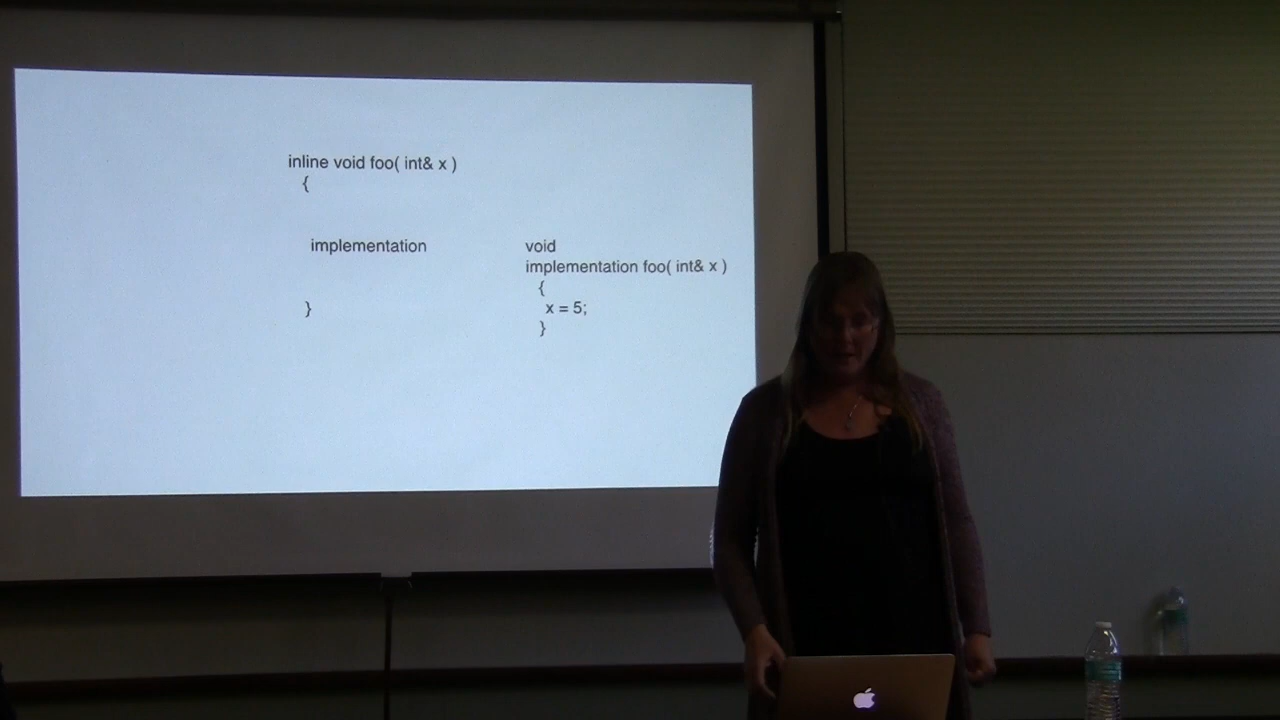 inline void foo( int& x )
{
implementation
}
void
implementation foo( int& x )
{
x = 5;
}